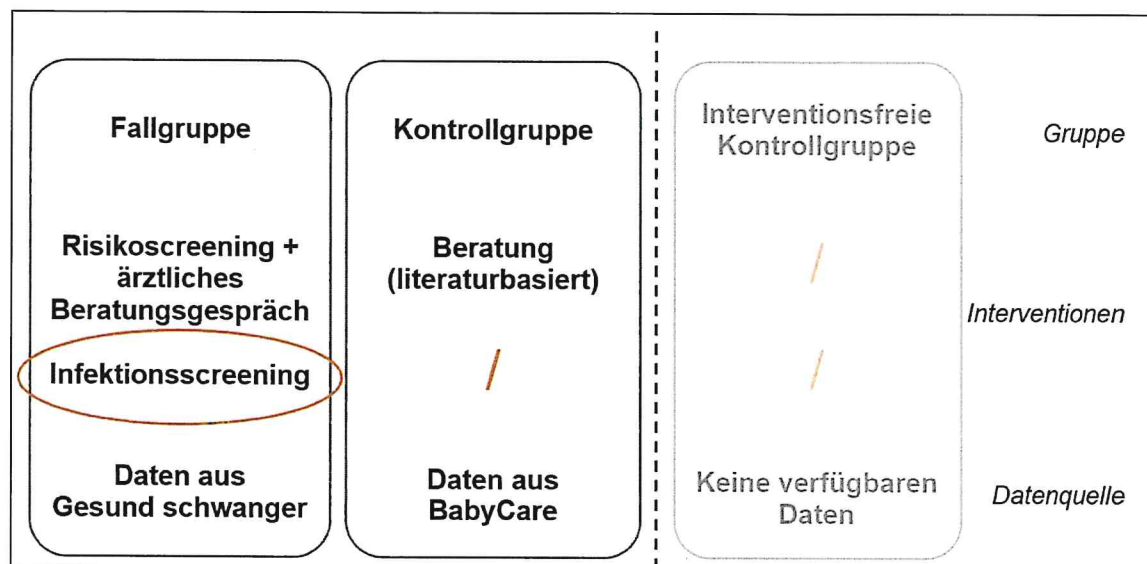 Fallgruppe
Kontrollgruppe
Interventionsfreie
Kontrollgruppe
Gruppe
Risikoscreening +
ärztliches
Beratungsgespräch
Beratung
(literaturbasiert)
/
Interventionen
Infektionsscreening
/
/
Daten aus
Gesund schwanger
Daten aus
BabyCare
Keine verfügbaren
Daten
Datenquelle